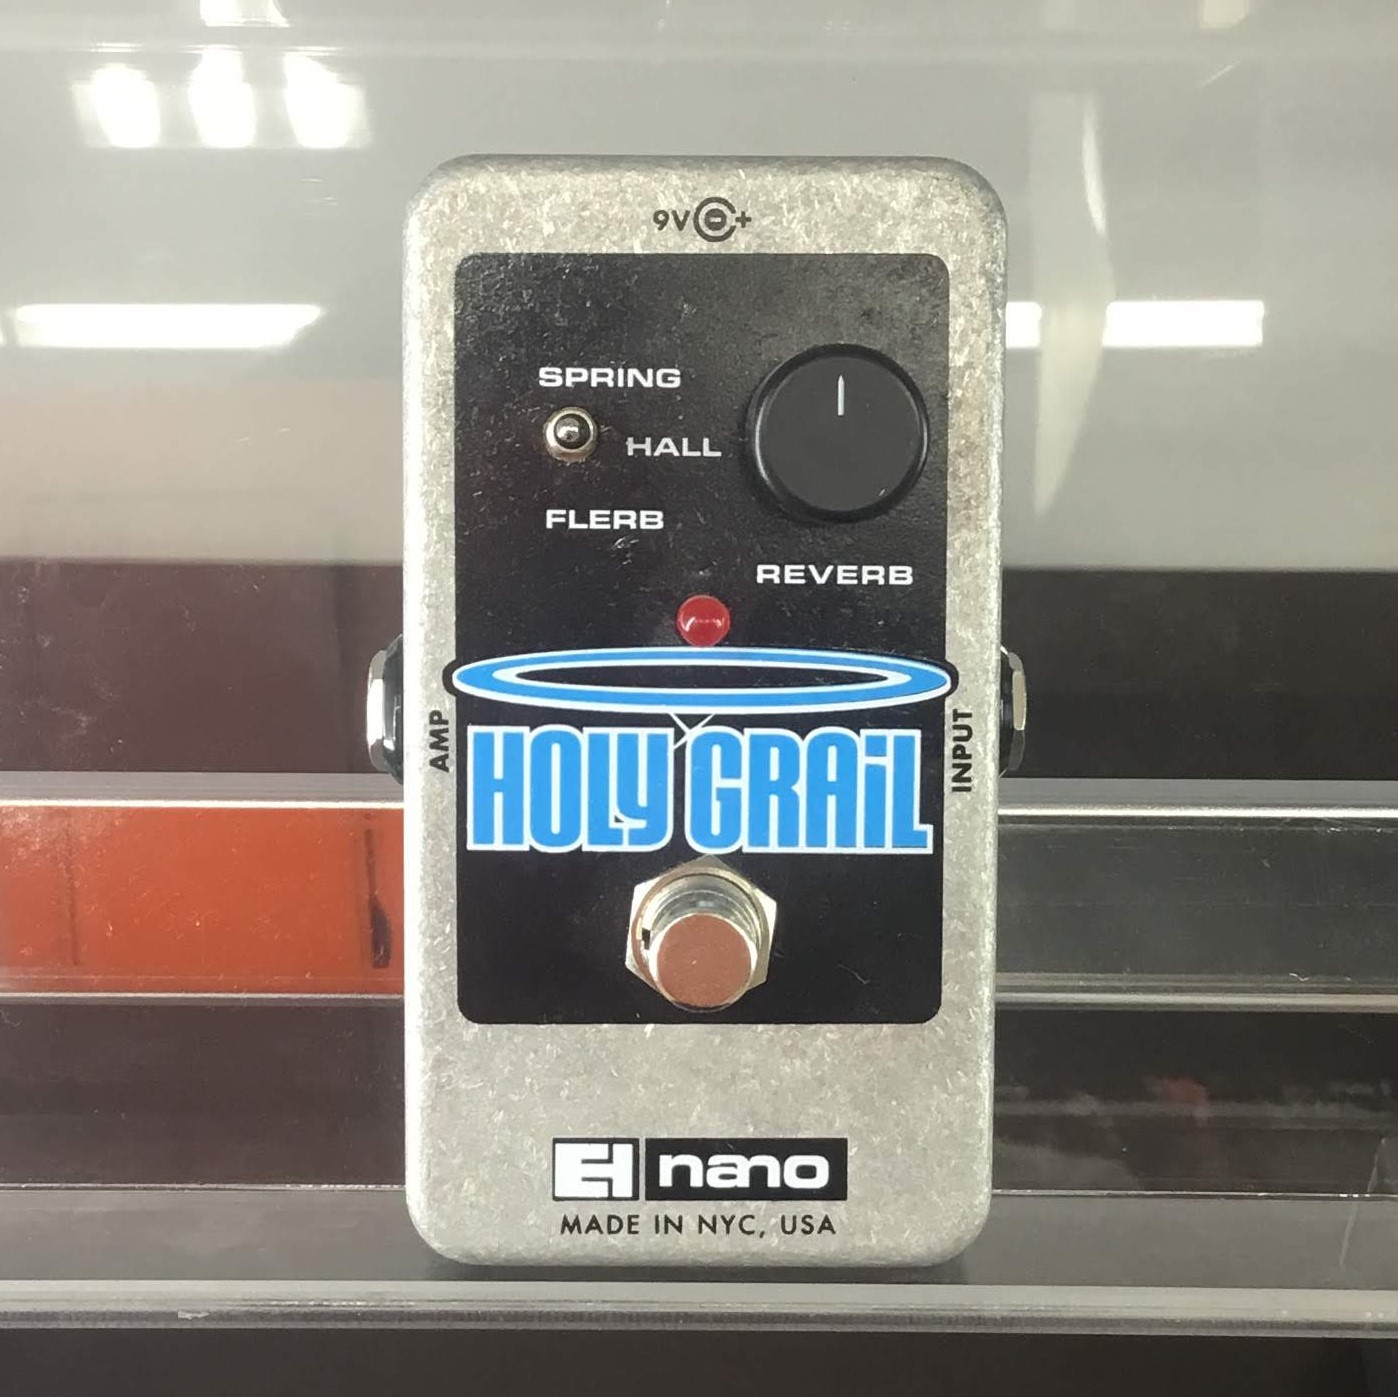 9V +
SPRING
HALL
FLERB
REVERB
AMP
INPUT
HOLY GRAiL
EH nano
MADE IN NYC, USA